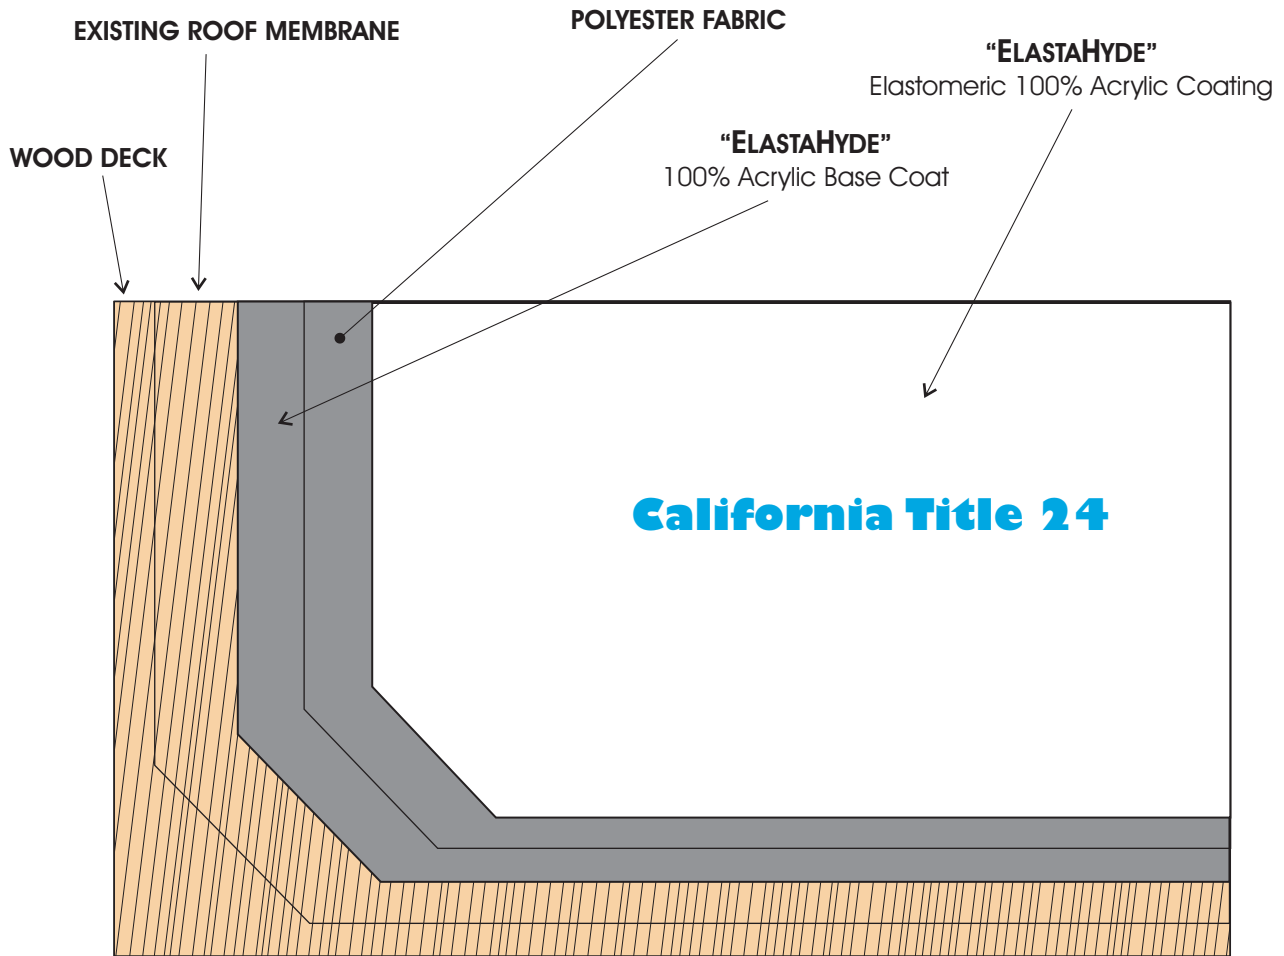 EXISTING ROOF MEMBRANE
POLYESTER FABRIC
“ELASTAHYDE”
Elastomeric 100% Acrylic Coating
“ELASTAHYDE”
100% Acrylic Base Coat
WOOD DECK
California Title 24